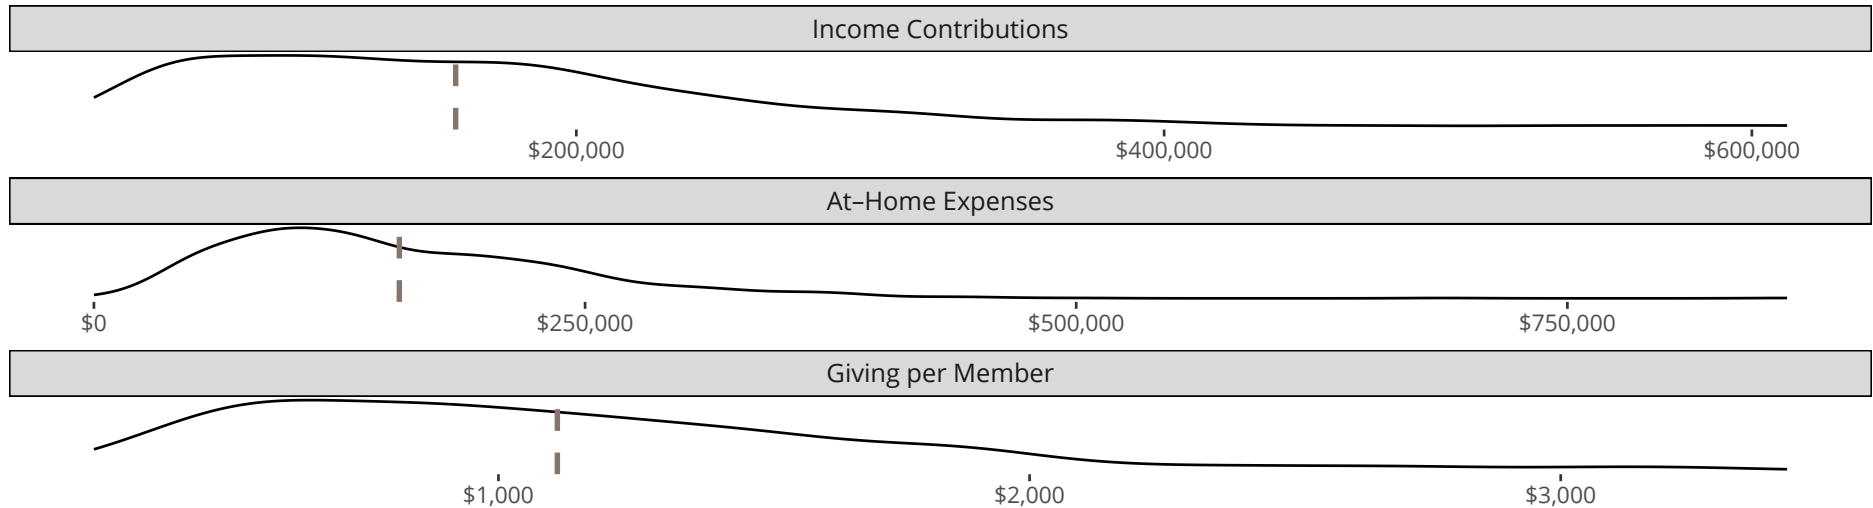 Income Contributions
$200,000 $400,000 $600,000
At–Home Expenses
$0 $250,000 $500,000 $750,000
Giving per Member
$1,000 $2,000 $3,000